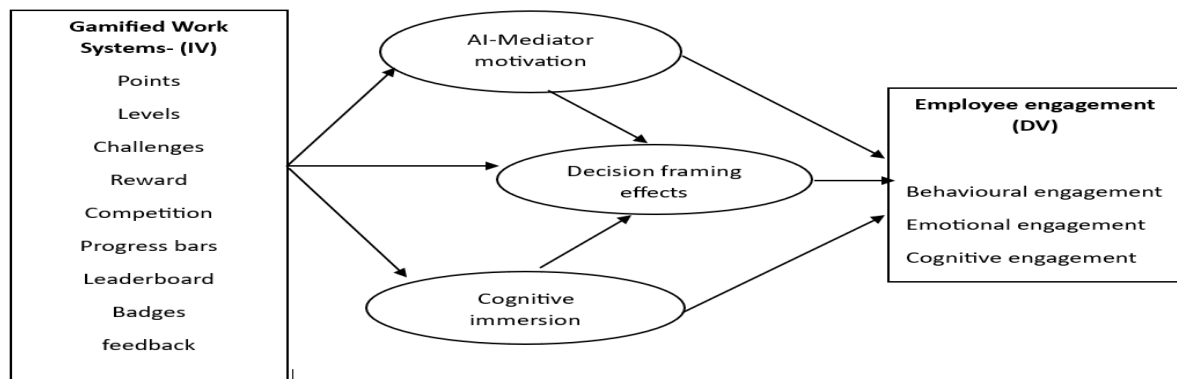 Gamified Work
Systems- (IV)
Points
Levels
Challenges
Reward
Competition
Progress bars
Leaderboard
Badges
feedback
AI-Mediator
motivation
Decision framing
effects
Cognitive
immersion
Employee engagement
(DV)
Behavioural engagement
Emotional engagement
Cognitive engagement